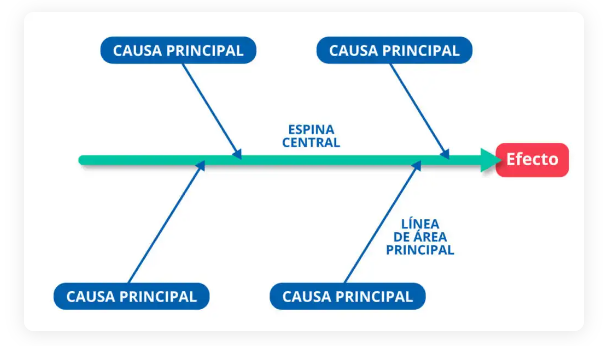 CAUSA PRINCIPAL
CAUSA PRINCIPAL
ESPINA
CENTRAL
Efecto
LÍNEA
DE ÁREA
PRINCIPAL
CAUSA PRINCIPAL
CAUSA PRINCIPAL